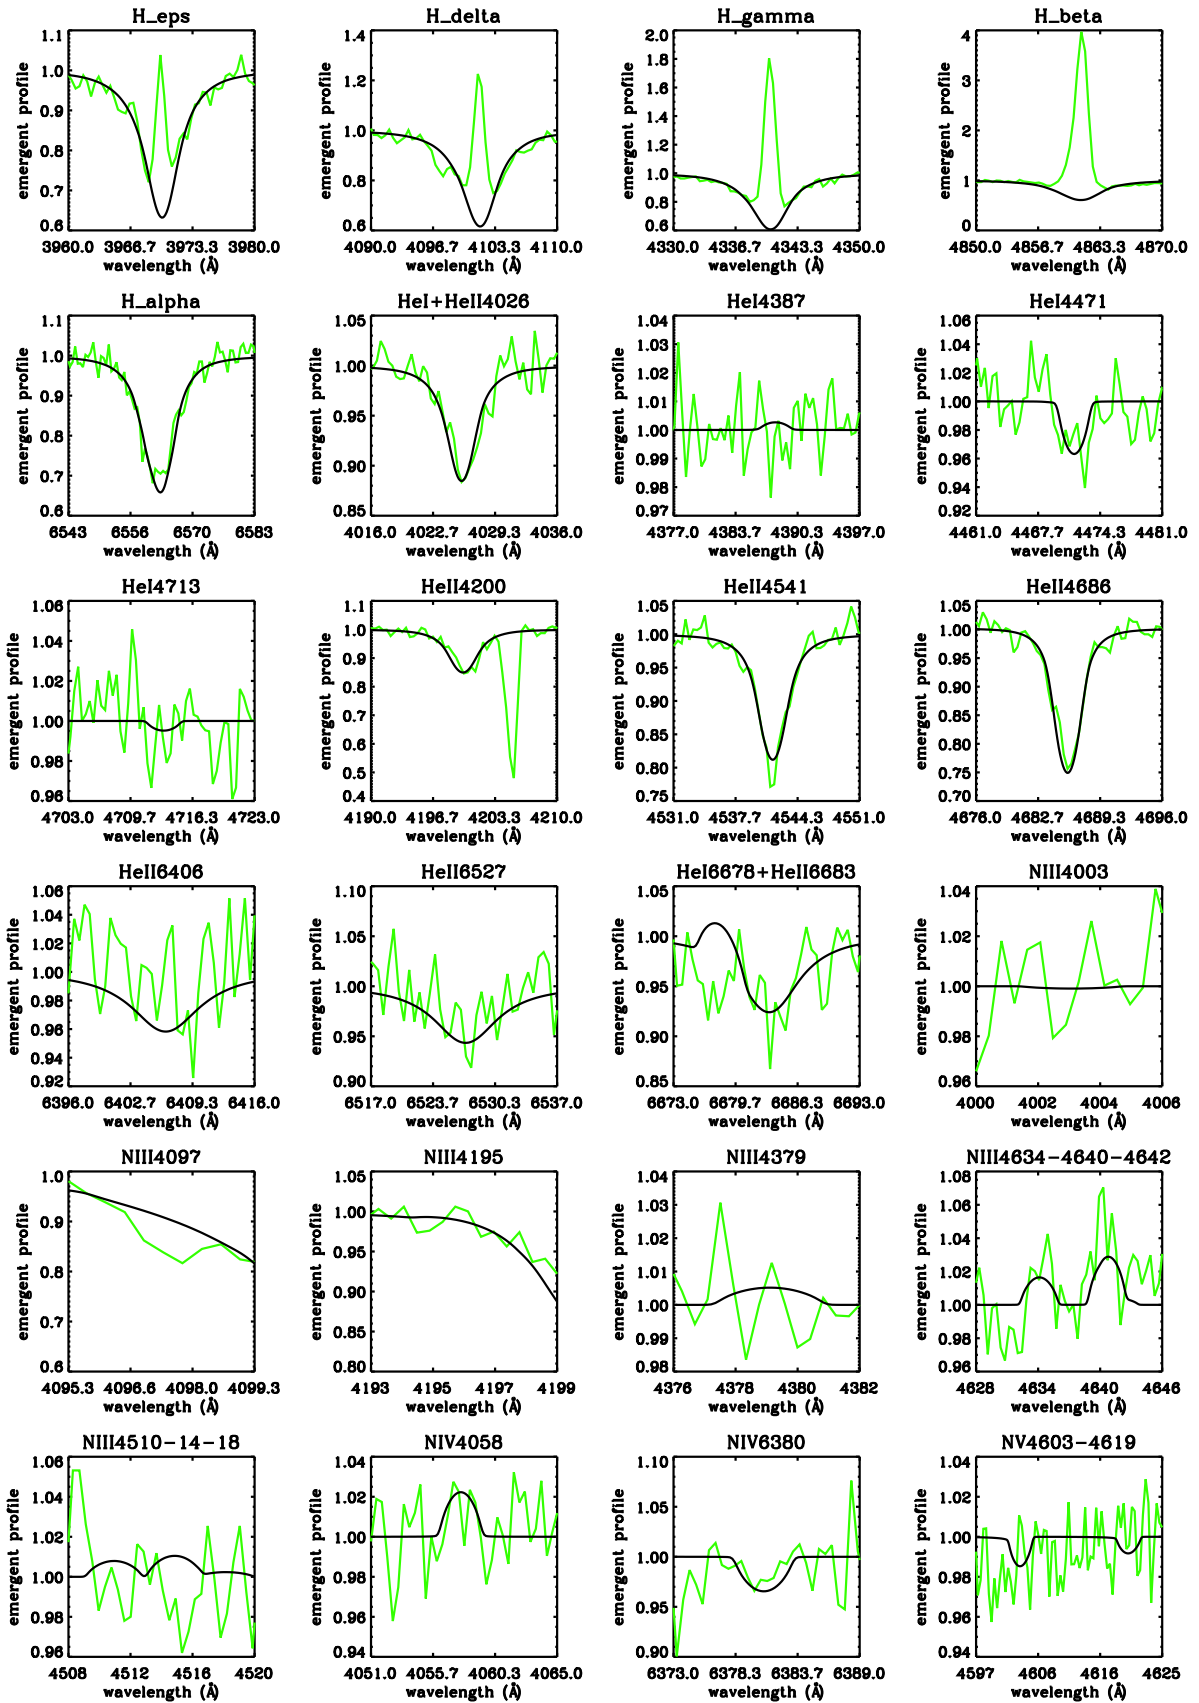 H_eps
1.1
1.0
0.9
0.8
0.7
0.6
emergent profile
3960.0 3966.7 3973.3 3980.0
wavelength (Å)
H_delta
1.4
1.2
1.0
0.8
0.6
emergent profile
4090.0 4096.7 4103.3 4110.0
wavelength (Å)
H_gamma
2.0
1.8
1.6
1.4
1.2
1.0
0.8
0.6
emergent profile
4330.0 4336.7 4343.3 4350.0
wavelength (Å)
H_beta
4
3
2
1
0
emergent profile
4850.0 4856.7 4863.3 4870.0
wavelength (Å)
H_alpha
1.1
1.0
0.9
0.8
0.7
0.6
emergent profile
6543 6556 6570 6583
wavelength (Å)
HeI+HeII4026
1.05
1.00
0.95
0.90
0.85
emergent profile
4016.0 4022.7 4029.3 4036.0
wavelength (Å)
HeI4387
1.04
1.03
1.02
1.01
1.00
0.99
0.98
0.97
emergent profile
4377.0 4383.7 4390.3 4397.0
wavelength (Å)
HeI4471
1.06
1.04
1.02
1.00
0.98
0.96
0.94
0.92
emergent profile
4461.0 4467.7 4474.3 4481.0
wavelength (Å)
HeI4713
1.06
1.04
1.02
1.00
0.98
0.96
emergent profile
4703.0 4709.7 4716.3 4723.0
wavelength (Å)
HeII4200
1.1
1.0
0.9
0.8
0.7
0.6
0.5
0.4
emergent profile
4190.0 4196.7 4203.3 4210.0
wavelength (Å)
HeII4541
1.05
1.00
0.95
0.90
0.85
0.80
0.75
emergent profile
4531.0 4537.7 4544.3 4551.0
wavelength (Å)
HeII4686
1.05
1.00
0.95
0.90
0.85
0.80
0.75
0.70
emergent profile
4676.0 4682.7 4689.3 4696.0
wavelength (Å)
HeII6406
1.06
1.04
1.02
1.00
0.98
0.96
0.94
0.92
emergent profile
6396.0 6402.7 6409.3 6416.0
wavelength (Å)
HeII6527
1.10
1.05
1.00
0.95
0.90
emergent profile
6517.0 6523.7 6530.3 6537.0
wavelength (Å)
HeI6678+HeII6683
1.05
1.00
0.95
0.90
0.85
emergent profile
6673.0 6679.7 6686.3 6693.0
wavelength (Å)
NIII4003
1.04
1.02
1.00
0.98
0.96
emergent profile
4000 4002 4004 4006
wavelength (Å)
NIII4097
1.0
0.9
0.8
0.7
0.6
emergent profile
4095.3 4096.6 4098.0 4099.3
wavelength (Å)
NIII4195
1.05
1.00
0.95
0.90
0.85
0.80
emergent profile
4193 4195 4197 4199
wavelength (Å)
NIII4379
1.04
1.03
1.02
1.01
1.00
0.99
0.98
emergent profile
4376 4378 4380 4382
wavelength (Å)
NIII4634-4640-4642
1.08
1.06
1.04
1.02
1.00
0.98
0.96
emergent profile
4628 4634 4640 4646
wavelength (Å)
NIII4510-14-18
1.06
1.04
1.02
1.00
0.98
0.96
emergent profile
4508 4512 4516 4520
wavelength (Å)
NIV4058
1.04
1.02
1.00
0.98
0.96
0.94
emergent profile
4051.0 4055.7 4060.3 4065.0
wavelength (Å)
NIV6380
1.10
1.05
1.00
0.95
0.90
emergent profile
6373.0 6378.3 6383.7 6389.0
wavelength (Å)
NV4603-4619
1.04
1.02
1.00
0.98
0.96
0.94
emergent profile
4597 4606 4616 4625
wavelength (Å)